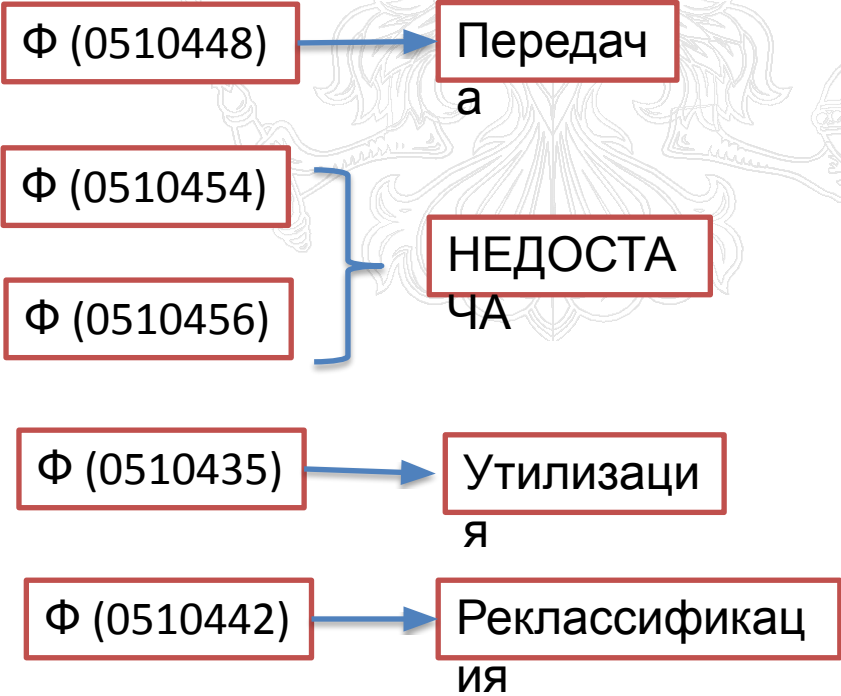 Ф (0510448)
Передач
а
Ф (0510454)
Ф (0510456)
НЕДОСТА
ЧА
Ф (0510435)
Утилизаци
я
Ф (0510442)
Реклассификац
ия